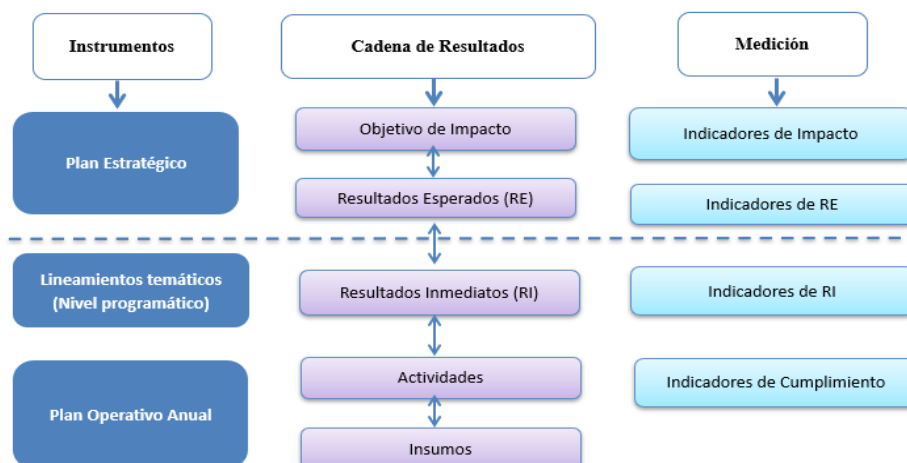 Instrumentos
Cadena de Resultados
Medición
Plan Estratégico
Objetivo de Impacto
Indicadores de Impacto
Resultados Esperados (RE)
Indicadores de RE
Lineamientos temáticos
(Nivel programático)
Resultados Inmediatos (RI)
Indicadores de RI
Plan Operativo Anual
Actividades
Indicadores de Cumplimiento
Insumos